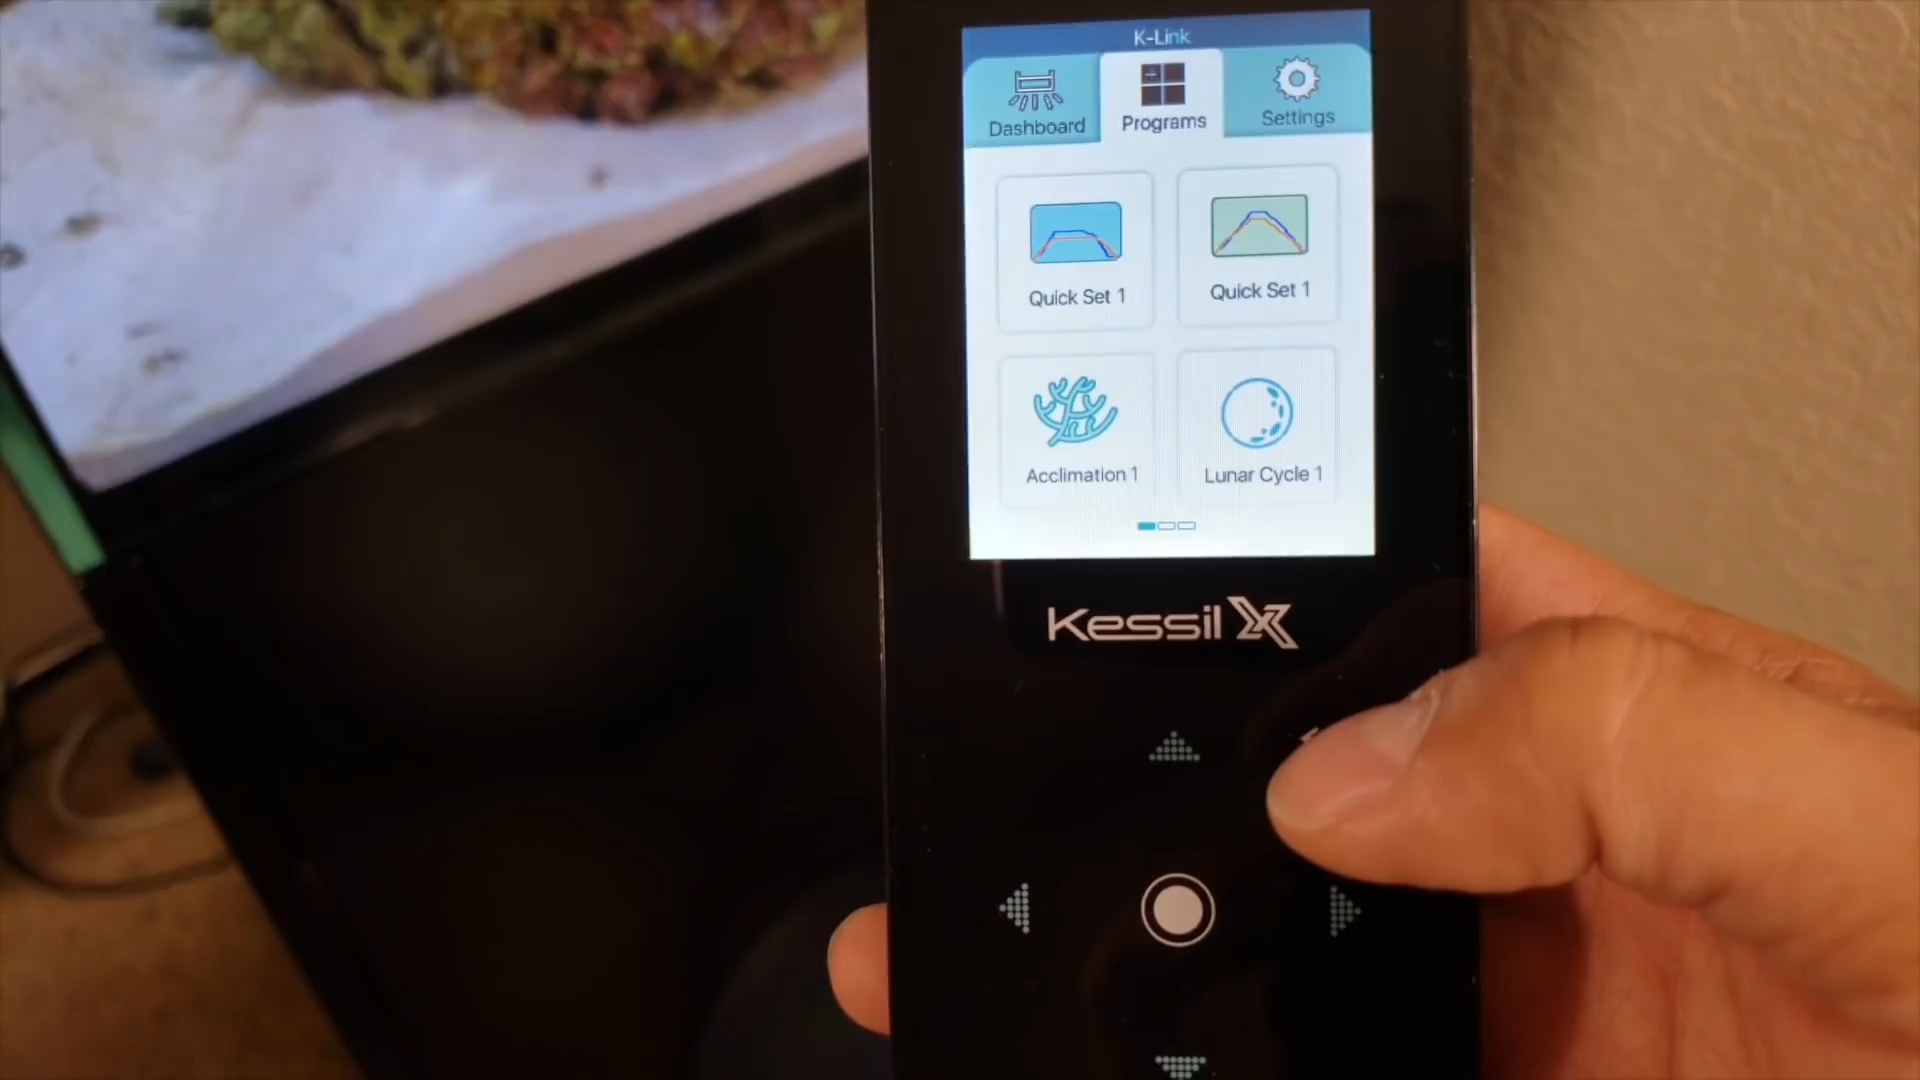 K-Link
Dashboard
Programs
Settings
Quick Set 1
Quick Set 1
Acclimation 1
Lunar Cycle 1
Kessil X